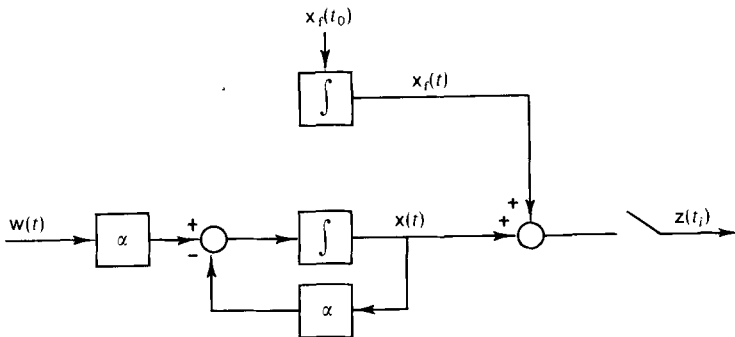 x_f(t_0)
∫
x_f(t)
w(t)
α
+
−
∫
x(t)
+
+
z(t_i)
α